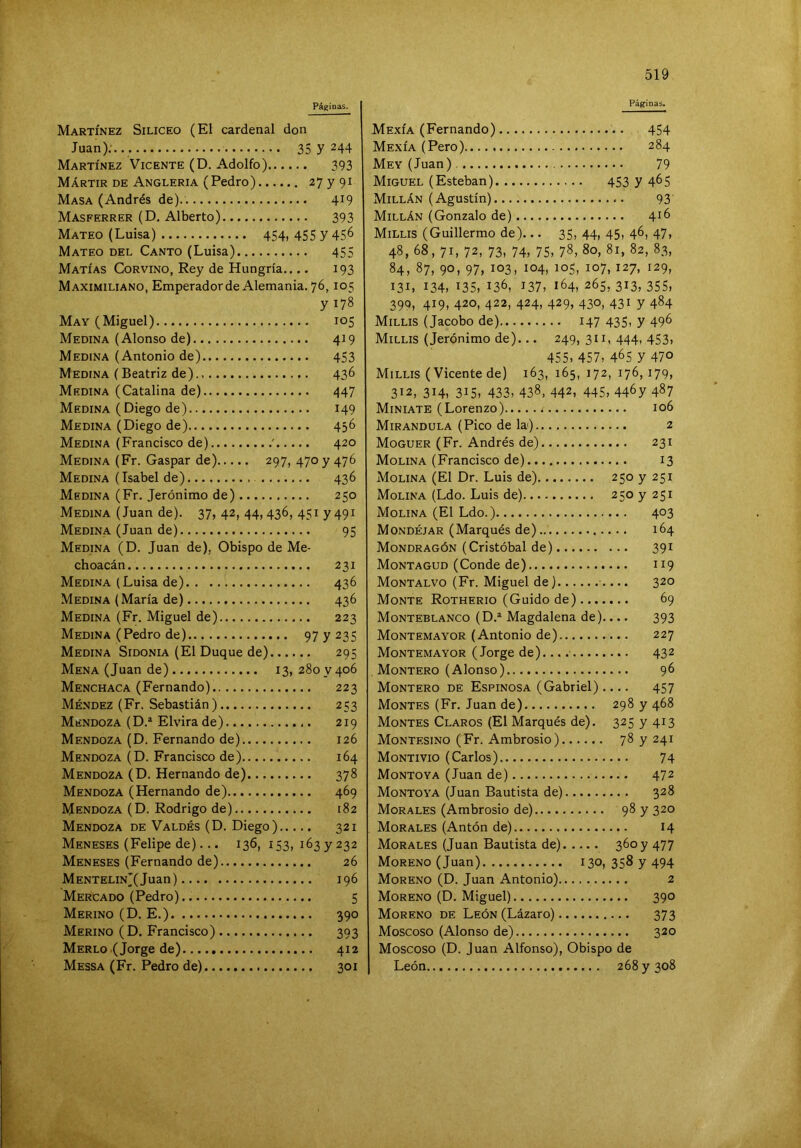 519
Páginas.
Martínez Siliceo (El cardenal don
Juan)............................ 35 y 244
Martínez Vicente (D. Adolfo)...... 393
Mártir de Angleria (Pedro)...... 27 y 91
Masa (Andrés de)................. 419
Masferrer (D. Alberto)............ 393
Mateo (Luisa)............. 454, 455 y 456
Mateo del Canto (Luisa).......... 455
Matías Corvino, Rey de Hungría.... 193
Maximiliano, Emperador de Alemania. 76, 105
y 178
May (Miguel)..................... 105
Medina (Alonso de)............... 419
Medina (Antonio de).............. 453
Medina (Beatriz de).............. 436
Medina (Catalina de)............. 447
Medina (Diego de)................ 149
Medina (Diego de)................ 456
Medina (Francisco de)............ 420
Medina (Fr. Gaspar de)..... 297, 470 y 476
Medina (Isabel de)............... 436
Medina (Fr. Jerónimo de).......... 250
Medina (Juan de). 37, 42, 44, 436, 451 y 491
Medina (Juan de)................. 95
Medina (D. Juan de), Obispo de Me-
choacán....................... 231
Medina (Luisa de)................ 436
Medina (María de)................ 436
Medina (Fr. Miguel de)............ 223
Medina (Pedro de)............. 97 y 235
Medina Sidonia (El Duque de)...... 295
Mena (Juan de)............ 13, 280 y 406
Menchaca (Fernando)............. 223
Méndez (Fr. Sebastián)............ 253
Mendoza (D.ª Elvira de)........... 219
Mendoza (D. Fernando de)......... 126
Mendoza (D. Francisco de)......... 164
Mendoza (D. Hernando de)........ 378
Mendoza (Hernando de)........... 469
Mendoza (D. Rodrigo de).......... 182
Mendoza de Valdés (D. Diego)..... 321
Meneses (Felipe de)... 136, 153, 163 y 232
Meneses (Fernando de)............ 26
Mentelin (Juan).................. 196
Mercado (Pedro).................. 5
Merino (D. E.)................... 390
Merino (D. Francisco)............ 393
Merlo (Jorge de)................. 412
Messa (Fr. Pedro de).............. 301
Páginas.
Mexía (Fernando)................ 454
Mexía (Pero)..................... 284
Mey (Juan)...................... 79
Miguel (Esteban)............ 453 y 465
Millán (Agustín)................. 93
Millán (Gonzalo de).............. 416
Millis (Guillermo de)... 35, 44, 45, 46, 47,
48, 68, 71, 72, 73, 74, 75, 78, 80, 81, 82, 83,
84, 87, 90, 97, 103, 104, 105, 107, 127, 129,
131, 134, 135, 136, 137, 164, 265, 313, 355,
399, 419, 420, 422, 424, 429, 430, 431 y 484
Millis (Jacobo de)......... 147 435, y 496
Millis (Jerónimo de)... 249, 311, 444, 453,
455, 457, 465 y 470
Millis (Vicente de) 163, 165, 172, 176, 179,
312, 314, 315, 433, 438, 442, 445, 446 y 487
Miniate (Lorenzo)................ 106
Mirandula (Pico de la)............ 2
Moguer (Fr. Andrés de)........... 231
Molina (Francisco de)............. 13
Molina (El Dr. Luis de)........ 250 y 251
Molina (Ldo. Luis de).......... 250 y 251
Molina (El Ldo.)................. 403
Mondéjar (Marqués de)........... 164
Mondragón (Cristóbal de)......... 391
Montagud (Conde de)............. 119
Montalvo (Fr. Miguel de)......... 320
Monte Rotherio (Guido de)....... 69
Monteblanco (D.ª Magdalena de).... 393
Montemayor (Antonio de)......... 227
Montemayor (Jorge de)........... 432
Montero (Alonso)................ 96
Montero de Espinosa (Gabriel).... 457
Montes (Fr. Juan de).......... 298 y 468
Montes Claros (El Marqués de). 325 y 413
Montesino (Fr. Ambrosio)...... 78 y 241
Montivio (Carlos)................ 74
Montoya (Juan de)............... 472
Montoya (Juan Bautista de)........ 328
Morales (Ambrosio de).......... 98 y 320
Morales (Antón de)............... 14
Morales (Juan Bautista de)..... 360 y 477
Moreno (Juan)........... 130, 358 y 494
Moreno (D. Juan Antonio)......... 2
Moreno (D. Miguel).............. 390
Moreno de León (Lázaro).......... 373
Moscoso (Alonso de).............. 320
Moscoso (D. Juan Alfonso), Obispo de
León........................ 268 y 308